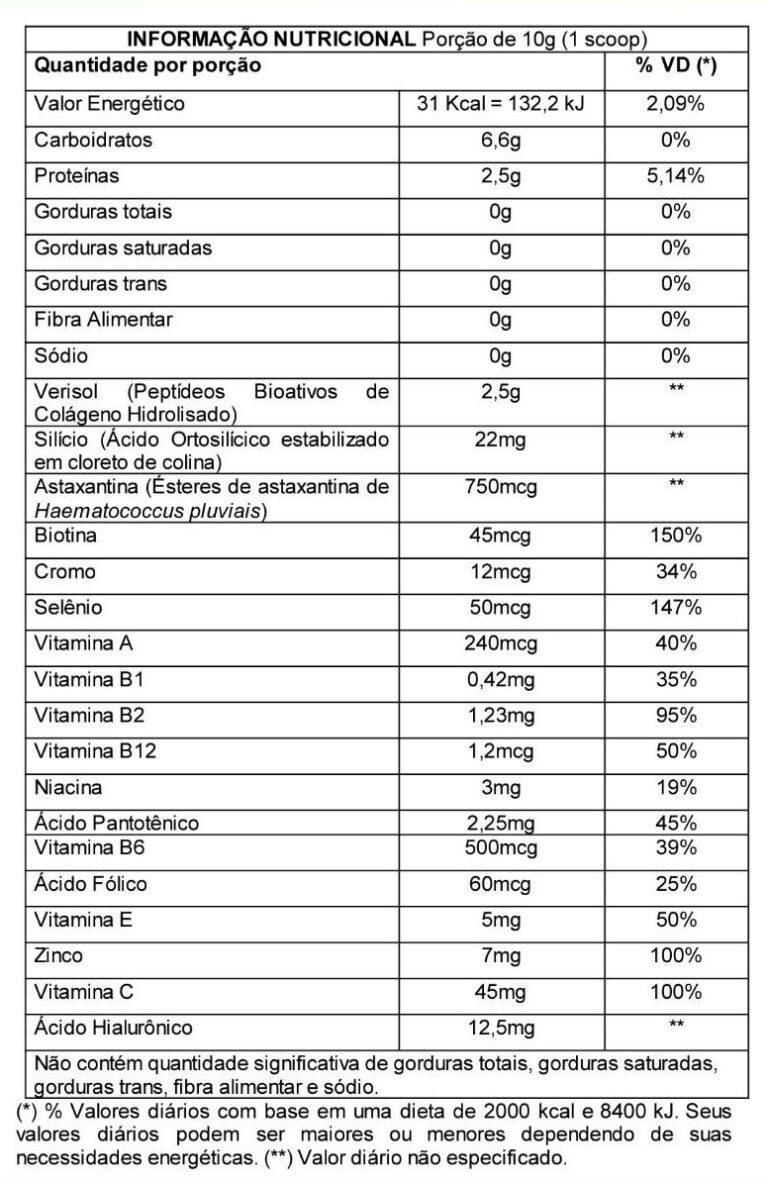 INFORMAÇÃO NUTRICIONAL Porção de 10g (1 scoop)
Quantidade por porção % VD (*)
Valor Energético 31 Kcal = 132,2 kJ 2,09%
Carboidratos 6,6g 0%
Proteínas 2,5g 5,14%
Gorduras totais 0g 0%
Gorduras saturadas 0g 0%
Gorduras trans 0g 0%
Fibra Alimentar 0g 0%
Sódio 0g 0%
Verisol (Peptídeos Bioativos de 2,5g **
Colágeno Hidrolisado)
Silício (Ácido Ortosilícico estabilizado 22mg **
em cloreto de colina)
Astaxantina (Ésteres de astaxantina de 750mcg **
Haematococcus pluviais)
Biotina 45mcg 150%
Cromo 12mcg 34%
Selênio 50mcg 147%
Vitamina A 240mcg 40%
Vitamina B1 0,42mg 35%
Vitamina B2 1,23mg 95%
Vitamina B12 1,2mcg 50%
Niacina 3mg 19%
Ácido Pantotênico 2,25mg 45%
Vitamina B6 500mcg 39%
Ácido Fólico 60mcg 25%
Vitamina E 5mg 50%
Zinco 7mg 100%
Vitamina C 45mg 100%
Ácido Hialurônico 12,5mg **
Não contém quantidade significativa de gorduras totais, gorduras saturadas,
gorduras trans, fibra alimentar e sódio.
(*) % Valores diários com base em uma dieta de 2000 kcal e 8400 kJ. Seus
valores diários podem ser maiores ou menores dependendo de suas
necessidades energéticas. (**) Valor diário não especificado.